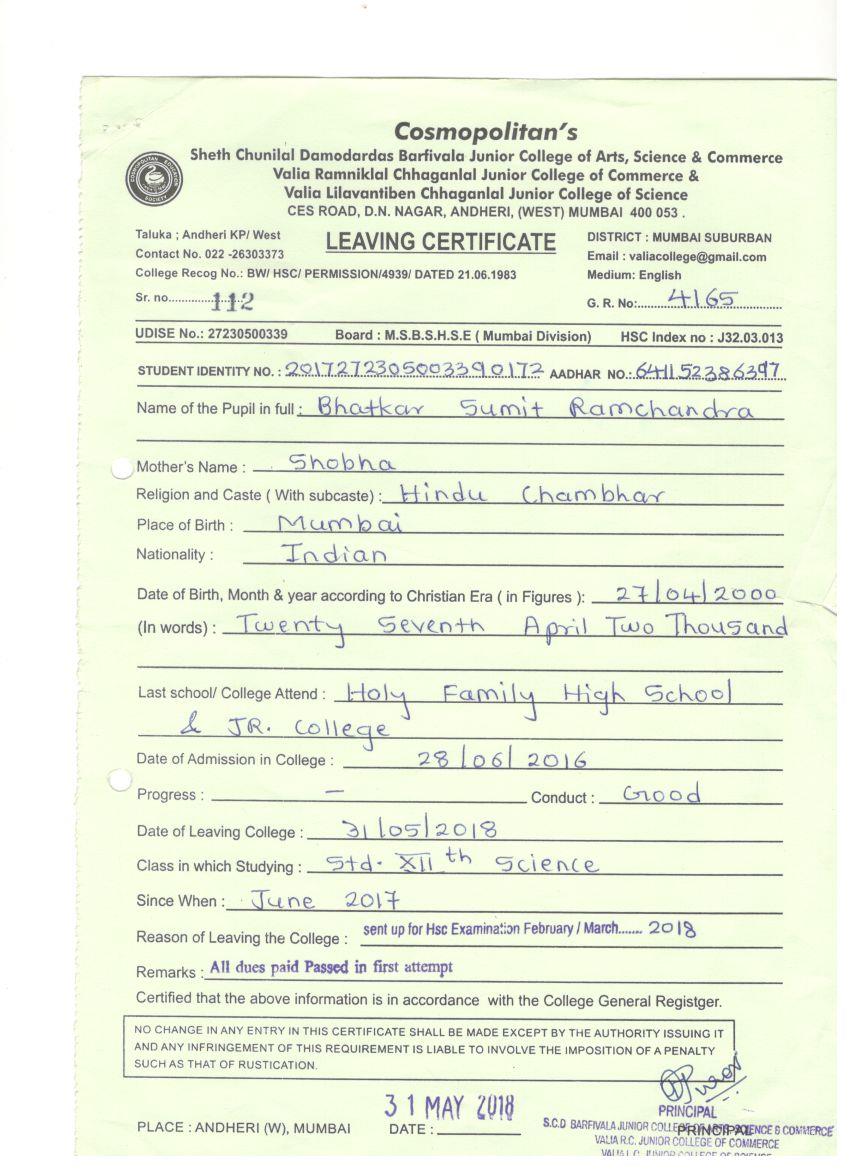 Cosmopolitan's
Sheth Chunilal Damodardas Barfivala Junior College of Arts, Science & Commerce
Valia Ramniklal Chhaganlal Junior College of Commerce &
Valia Lilavantiben Chhaganlal Junior College of Science
CES ROAD, D.N. NAGAR, ANDHERI, (WEST) MUMBAI 400 053 .
Taluka ; Andheri KP/ West
LEAVING CERTIFICATE
DISTRICT : MUMBAI SUBURBAN
Contact No. 022 -26303373
Email : valiacollege@gmail.com
College Recog No.: BW/ HSC/ PERMISSION/4939/ DATED 21.06.1983
Medium: English
Sr. no............. 112
G. R. No:...... 4165
UDISE No.: 27230500339 Board : M.S.B.S.H.S.E ( Mumbai Division) HSC Index no : J32.03.013
STUDENT IDENTITY NO. : 2017272305003390172 AADHAR NO.: 641152386397
Name of the Pupil in full : Bhatkar Sumit Ramchandra
Mother's Name : Shobha
Religion and Caste ( With subcaste) : Hindu Chambhar
Place of Birth : Mumbai
Nationality : Indian
Date of Birth, Month & year according to Christian Era ( in Figures ): 27/04/2000
(In words) : Twenty Seventh April Two Thousand
Last school/ College Attend : Holy Family High School
& JR. College
Date of Admission in College : 28/06/2016
Progress : — Conduct : Good
Date of Leaving College : 31/05/2018
Class in which Studying : Std. XII th Science
Since When : June 2017
Reason of Leaving the College : sent up for Hsc Examination February / March....... 2018
Remarks : All dues paid Passed in first attempt
Certified that the above information is in accordance with the College General Registger.
NO CHANGE IN ANY ENTRY IN THIS CERTIFICATE SHALL BE MADE EXCEPT BY THE AUTHORITY ISSUING IT
AND ANY INFRINGEMENT OF THIS REQUIREMENT IS LIABLE TO INVOLVE THE IMPOSITION OF A PENALTY
SUCH AS THAT OF RUSTICATION.
PLACE : ANDHERI (W), MUMBAI
DATE : 31 MAY 2018
PRINCIPAL
S.C.D BARFIVALA JUNIOR COLLEGE OF ARTS, SCIENCE & COMMERCE
PRINCIPAL
VALIA R.C. JUNIOR COLLEGE OF COMMERCE
VALIA L.C. JUNIOR COLLEGE OF SCIENCE